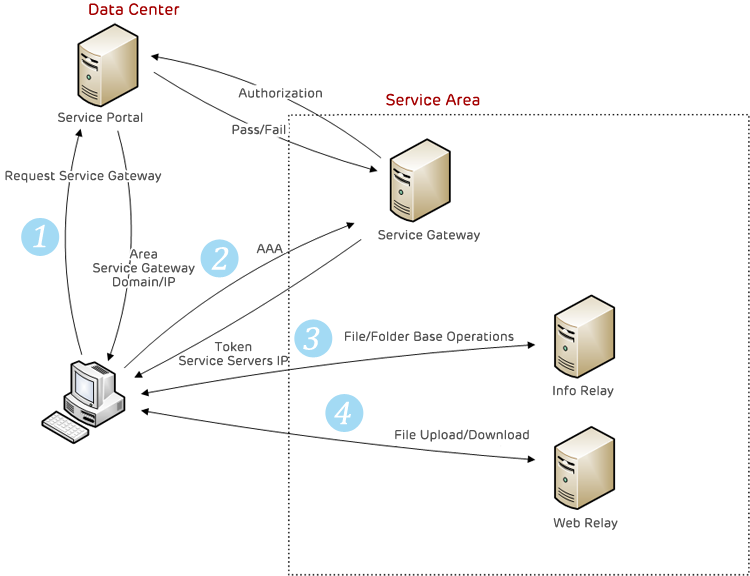 Data Center
Service Portal
Authorization
Service Area
Pass/Fail
Request Service Gateway
1
Service Gateway
2
AAA
Area
Service Gateway
Domain/IP
3
File/Folder Base Operations
Token
Service Servers IP
Info Relay
4
File Upload/Download
Web Relay